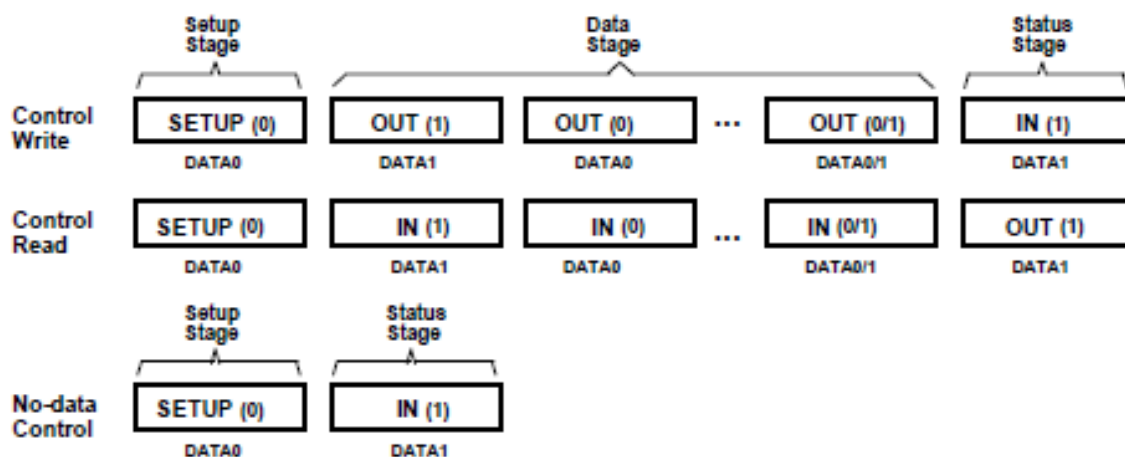 Setup
Stage
Data
Stage
Status
Stage
Control
Write
SETUP (0)
OUT (1)
OUT (0)
...
OUT (0/1)
IN (1)
DATA0
DATA1
DATA0
DATA0/1
DATA1
Control
Read
SETUP (0)
IN (1)
IN (0)
...
IN (0/1)
OUT (1)
DATA0
DATA1
DATA0
DATA0/1
DATA1
Setup
Stage
Status
Stage
No-data
Control
SETUP (0)
IN (1)
DATA0
DATA1